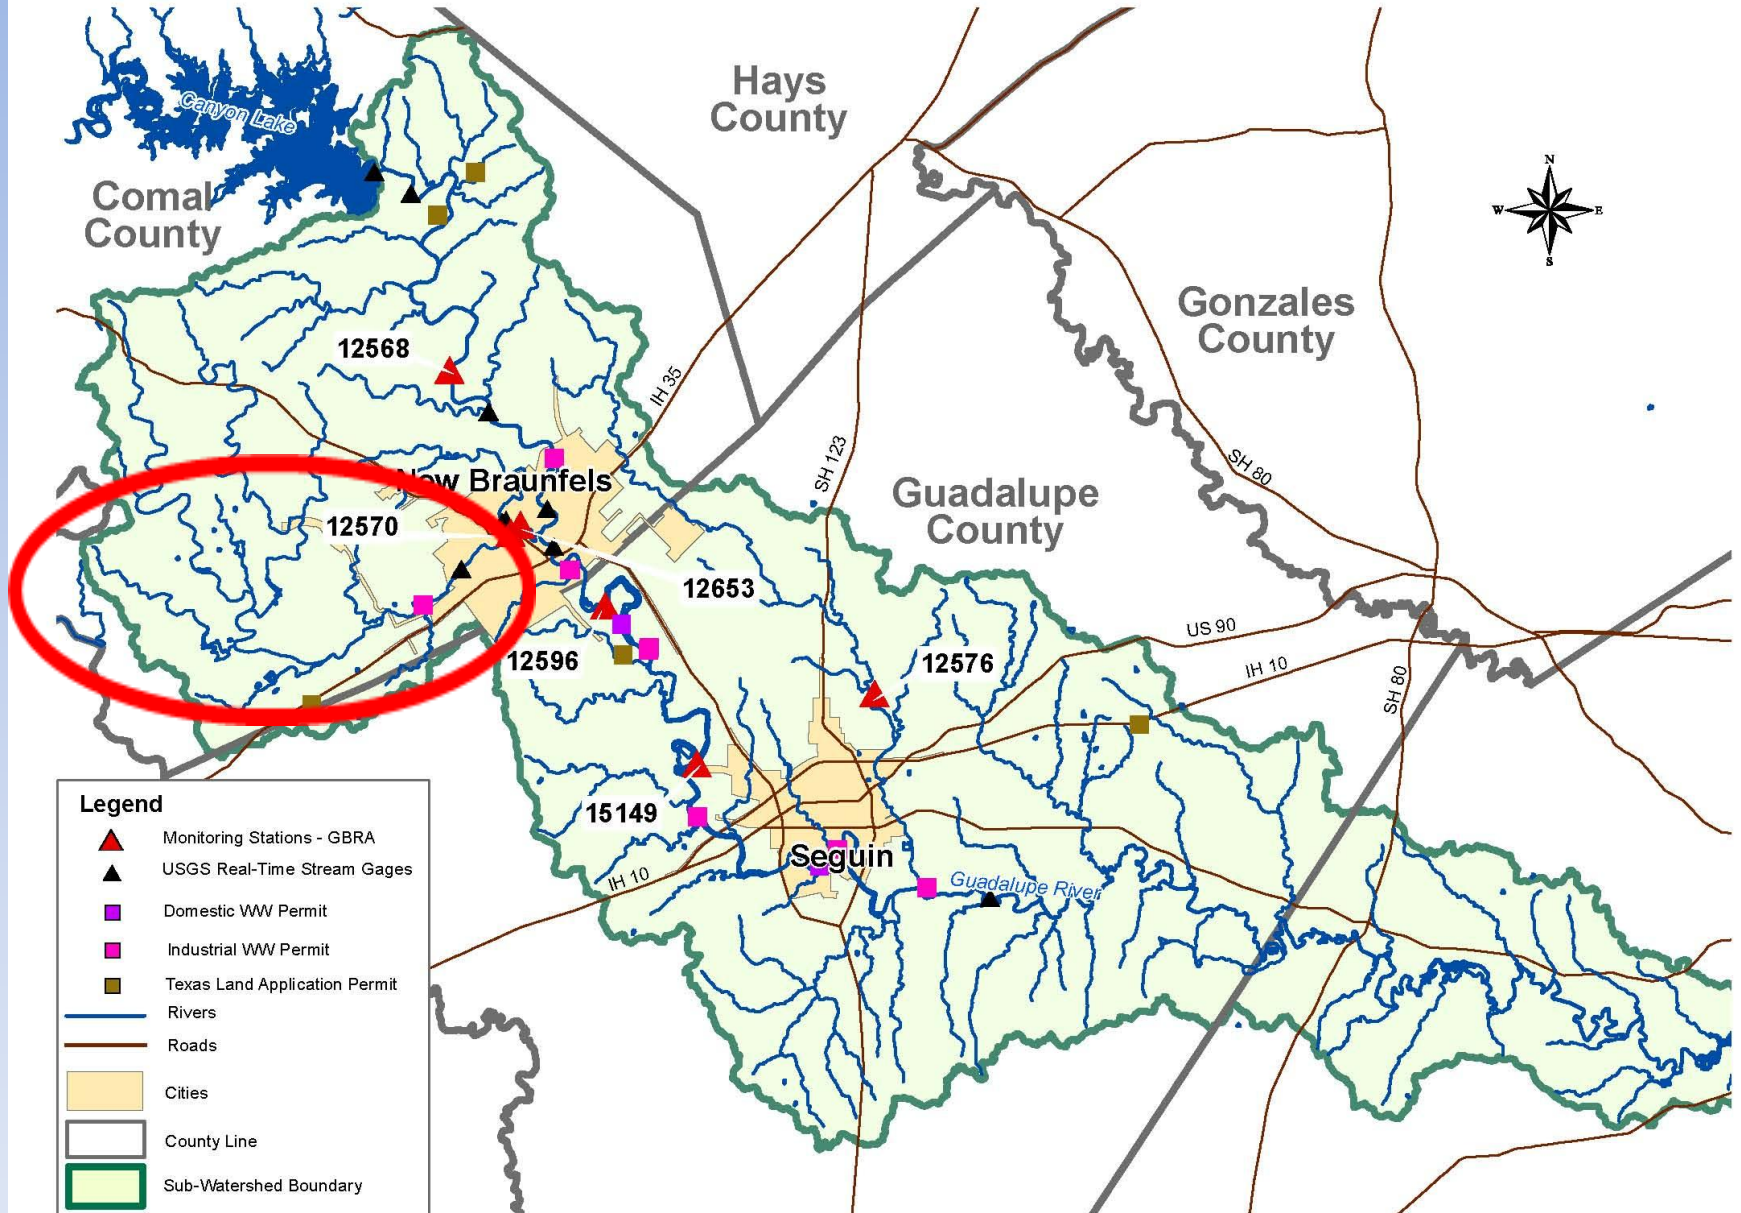 Hays
County
Canyon Lake
N
W
E
S
Comal
County
Gonzales
County
12568
IH 35
SH 123
SH 80
New Braunfels
Guadalupe
County
12570
12653
US 90
12596
12576
IH 10
SH 80
15149
Seguin
IH 10
Guadalupe River
Legend
Monitoring Stations - GBRA
USGS Real-Time Stream Gages
Domestic WW Permit
Industrial WW Permit
Texas Land Application Permit
Rivers
Roads
Cities
County Line
Sub-Watershed Boundary